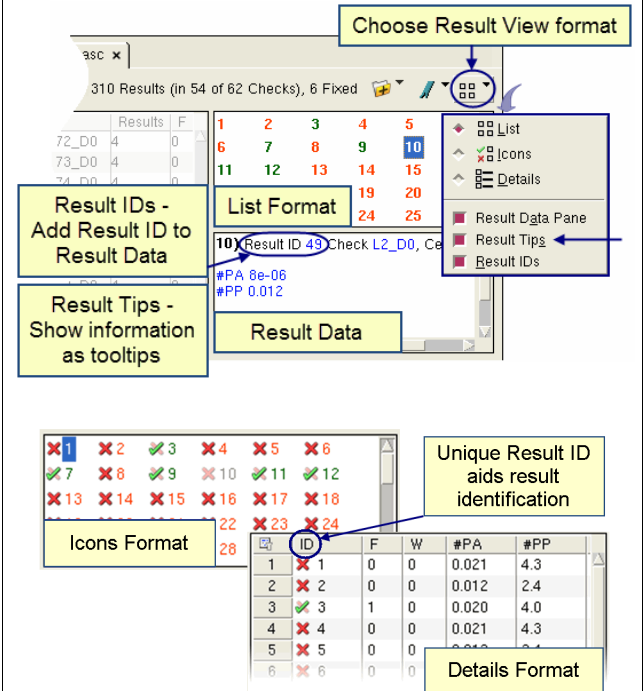 Choose Result View format
asc ×
310 Results (in 54 of 62 Checks), 6 Fixed
Results F
72_D0 4 0
73_D0 4 0
74_D0 4 0
1 2 3 4 5
6 7 8 9 10
11 12 13 14 15
19 20
24 25
List Format
List
Icons
Details
Result Data Pane
Result Tips
Result IDs
Result IDs -
Add Result ID to
Result Data
10) Result ID 49 Check L2_D0, Ce
#PA 8e-06
#PP 0.012
Result Tips -
Show information
as tooltips
Result Data
1 2 3 4 5 6
7 8 9 10 11 12
13 14 15 16 17 18
22 23 24
28
Icons Format
Unique Result ID
aids result
identification
ID F W #PA #PP
1 1 0 0 0.021 4.3
2 2 0 0 0.012 2.4
3 3 1 0 0.020 4.0
4 4 0 0 0.021 4.3
5 5 0 0
6 6 0 0
Details Format